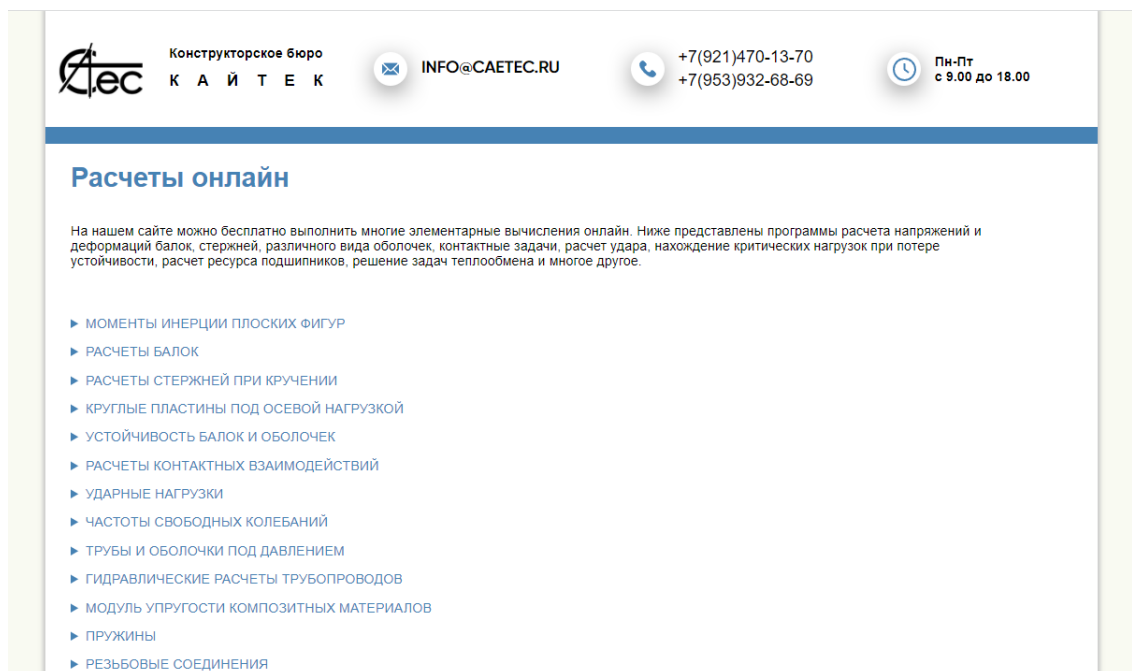 Атес
Конструкторское бюро
К А Й Т Е К
INFO@CAETEC.RU
+7(921)470-13-70
+7(953)932-68-69
Пн-Пт
с 9.00 до 18.00
Расчеты онлайн
На нашем сайте можно бесплатно выполнить многие элементарные вычисления онлайн. Ниже представлены программы расчета напряжений и
деформаций балок, стержней, различного вида оболочек, контактные задачи, расчет удара, нахождение критических нагрузок при потере
устойчивости, расчет ресурса подшипников, решение задач теплообмена и многое другое.
МОМЕНТЫ ИНЕРЦИИ ПЛОСКИХ ФИГУР
РАСЧЕТЫ БАЛОК
РАСЧЕТЫ СТЕРЖНЕЙ ПРИ КРУЧЕНИИ
КРУГЛЫЕ ПЛАСТИНЫ ПОД ОСЕВОЙ НАГРУЗКОЙ
УСТОЙЧИВОСТЬ БАЛОК И ОБОЛОЧЕК
РАСЧЕТЫ КОНТАКТНЫХ ВЗАИМОДЕЙСТВИЙ
УДАРНЫЕ НАГРУЗКИ
ЧАСТОТЫ СВОБОДНЫХ КОЛЕБАНИЙ
ТРУБЫ И ОБОЛОЧКИ ПОД ДАВЛЕНИЕМ
ГИДРАВЛИЧЕСКИЕ РАСЧЕТЫ ТРУБОПРОВОДОВ
МОДУЛЬ УПРУГОСТИ КОМПОЗИТНЫХ МАТЕРИАЛОВ
ПРУЖИНЫ
РЕЗЬБОВЫЕ СОЕДИНЕНИЯ